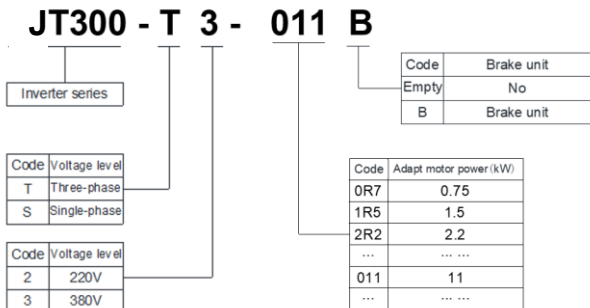 JT300 - T 3 - 011 B
Code Brake unit
Empty No
B Brake unit
Inverter series
Code Voltage level
T Three-phase
S Single-phase
Code Voltage level
2 220V
3 380V
Code Adapt motor power(kW)
0R7 0.75
1R5 1.5
2R2 2.2
... ... ...
011 11
... ... ...